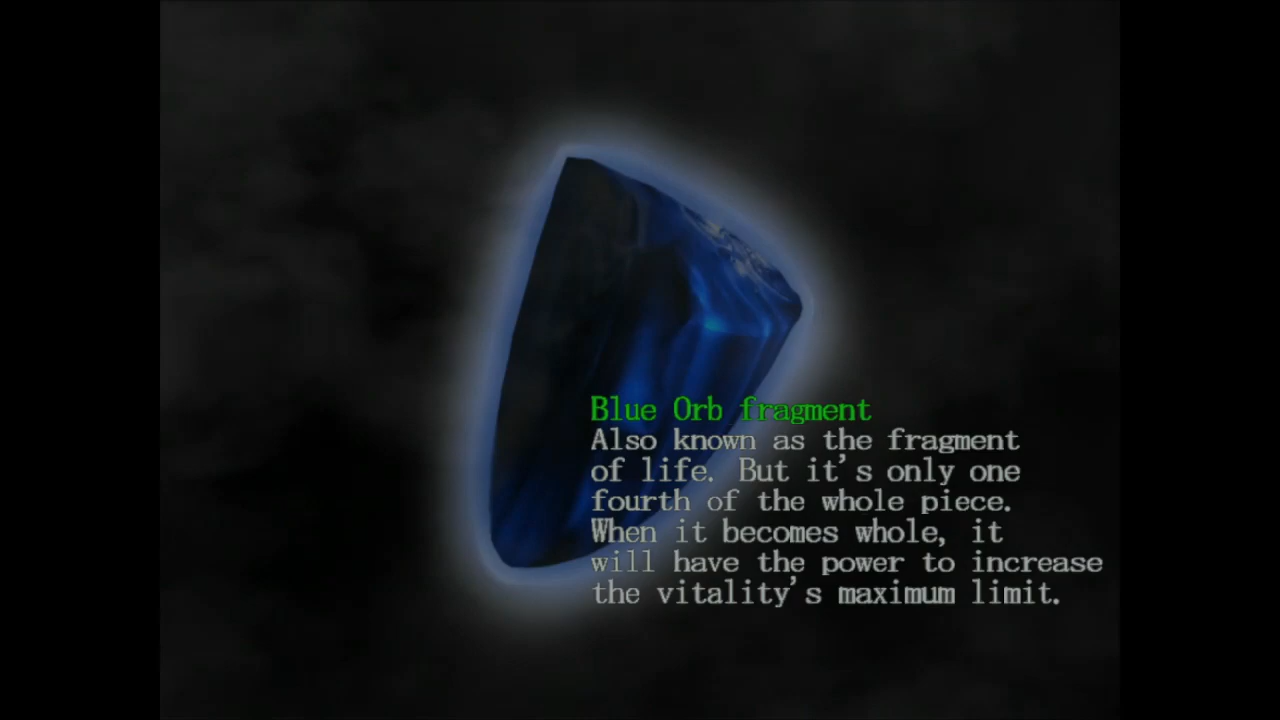 Blue Orb fragment
Also known as the fragment
of life. But it's only one
fourth of the whole piece.
When it becomes whole, it
will have the power to increase
the vitality's maximum limit.